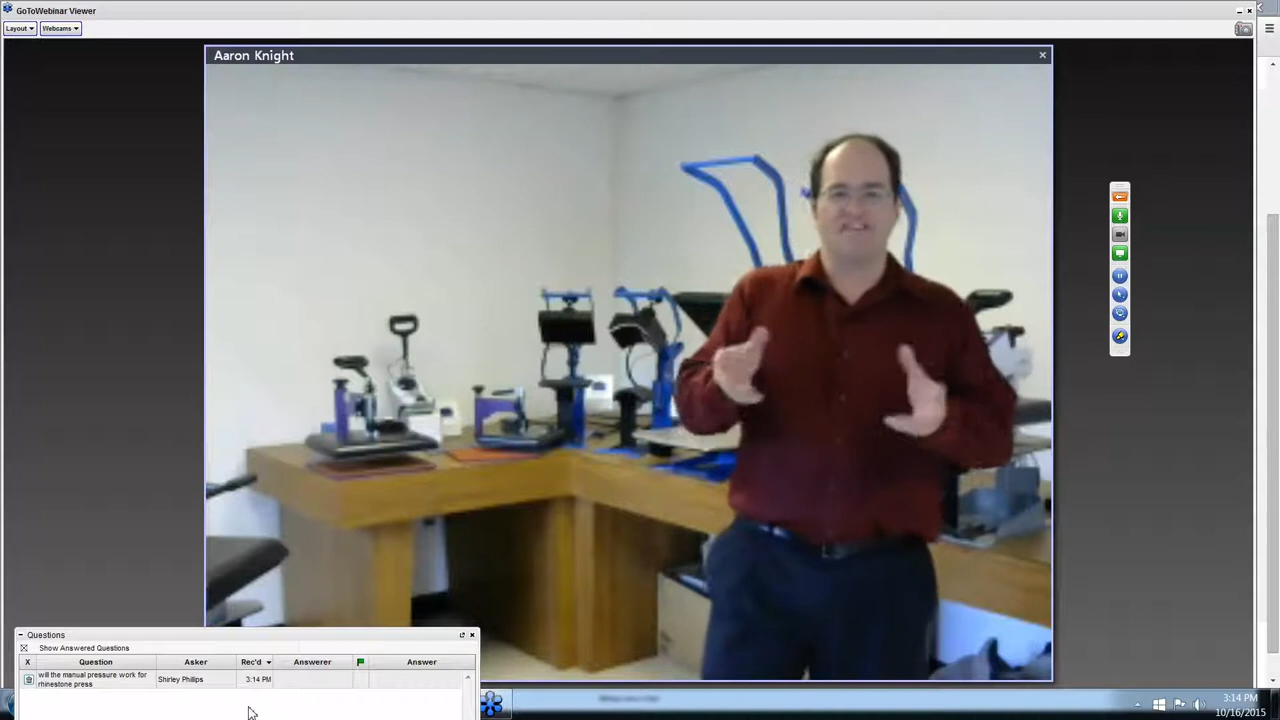 GoToWebinar Viewer
Layout
Webcams
Aaron Knight
Questions
Show Answered Questions
X Question Asker Rec'd Answerer Answer
will the manual pressure work for
rhinestone press
Shirley Phillips
3:14 PM
3:14 PM
10/16/2015